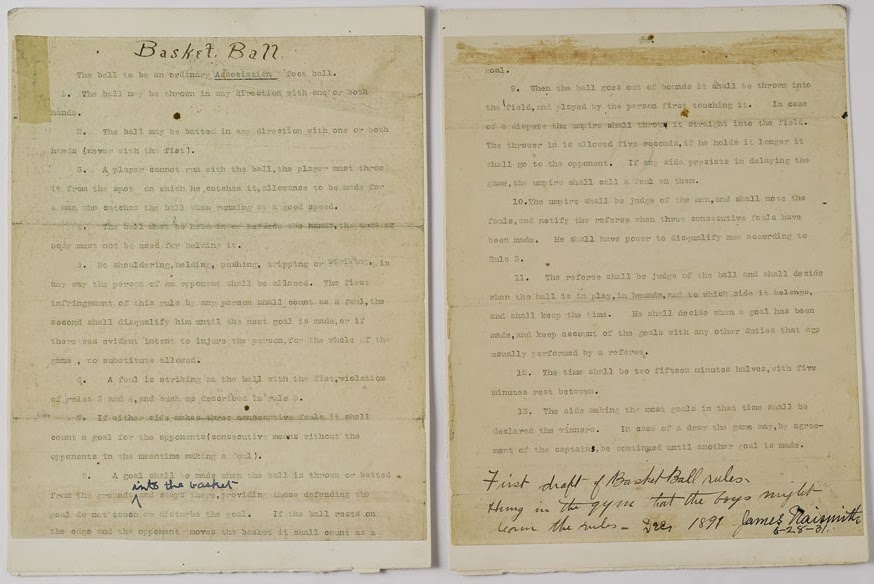 Basket Ball
The ball to be an ordinary Association foot ball.
1. The ball may be thrown in any direction with one or both
hands.
2. The ball may be batted in any direction with one or both
hands (never with the fist).
3. A player cannot run with the ball, the player must throw
it from the spot on which he catches it, allowance to be made for
a man who catches the ball when running at a good speed.
4. The ball must be held in or between the hands, the arms or
body must not be used for holding it.
5. No shouldering, holding, pushing, tripping or striking, in
any way the person of an opponent shall be allowed. The first
infringement of this rule by any person shall count as a foul, the
second shall disqualify him until the next goal is made, or if
there was evident intent to injure the person, for the whole of the
game, no substitute allowed.
6. A foul is striking at the ball with the fist, violation
of rules 3 and 4, and such as described in rule 5.
7. If either side makes three consecutive fouls it shall
count a goal for the opponents (consecutive means without the
opponents in the meantime making a foul).
8. A goal shall be made when the ball is thrown or batted
into the basket
from the grounds and stays there, providing those defending the
goal do not touch or disturb the goal. If the ball rests on
the edge and the opponent moves the basket it shall count as a
goal.
9. When the ball goes out of bounds it shall be thrown into
the field, and played by the person first touching it. In case
of a dispute the umpire shall throw it straight into the field.
The thrower in is allowed five seconds, if he holds it longer it
shall go to the opponent. If any side presists in delaying the
game, the umpire shall call a foul on them.
10. The umpire shall be judge of the men, and shall note the
fouls, and notify the referee when three consecutive fouls have
been made. He shall have power to disqualify men according to
Rule 5.
11. The referee shall be judge of the ball and shall decide
when the ball is in play, in bounds, and to which side it belongs,
and shall keep the time. He shall decide when a goal has been
made, and keep account of the goals with any other duties that are
usually performed by a referee.
12. The time shall be two fifteen minutes halves, with five
minutes rest between.
13. The side making the most goals in that time shall be
declared the winners. In case of a draw the game may, by agree-
ment of the captains, be continued until another goal is made.
First draft of Basket Ball rules.
Hung in the gym that the boys might
learn the rules – Dec. 1891 James Naismith
6-28-31.